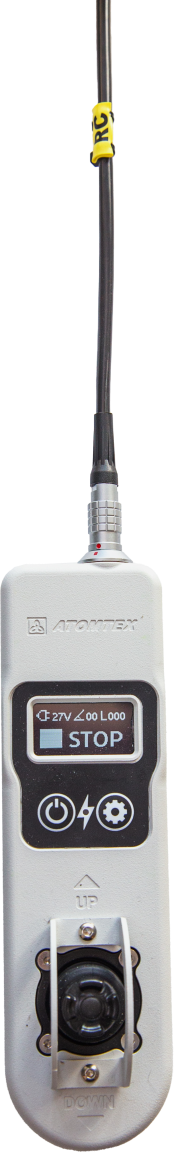 RC
ATOMTEX
27V ∠00 L000
STOP
UP
DOWN